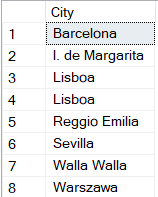 City
1 Barcelona
2 I. de Margarita
3 Lisboa
4 Lisboa
5 Reggio Emilia
6 Sevilla
7 Walla Walla
8 Warszawa